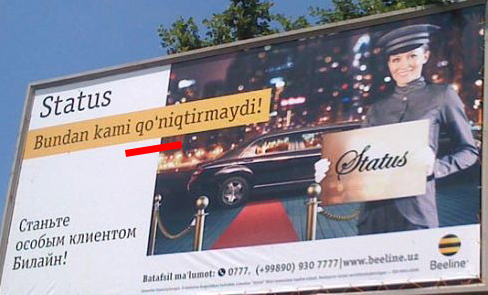 Status
Bundan kami qo‘niqtirmaydi!
Status
Станьте
особым клиентом
Билайн!
Batafsil ma'lumot: 0777, (+99890) 930 7777 | www.beeline.uz
Beeline®